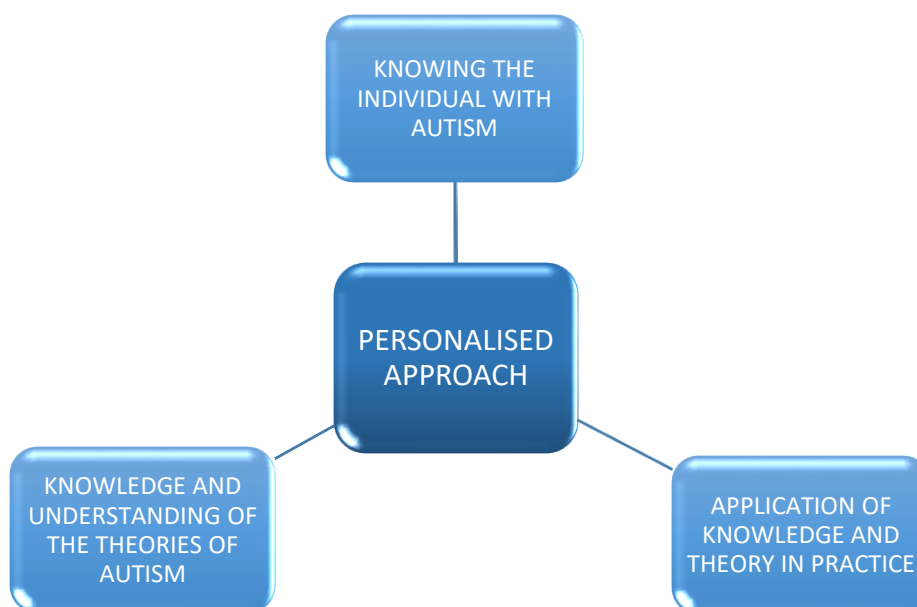 KNOWING THE
INDIVIDUAL WITH
AUTISM
PERSONALISED
APPROACH
KNOWLEDGE AND
UNDERSTANDING OF
THE THEORIES OF
AUTISM
APPLICATION OF
KNOWLEDGE AND
THEORY IN PRACTICE